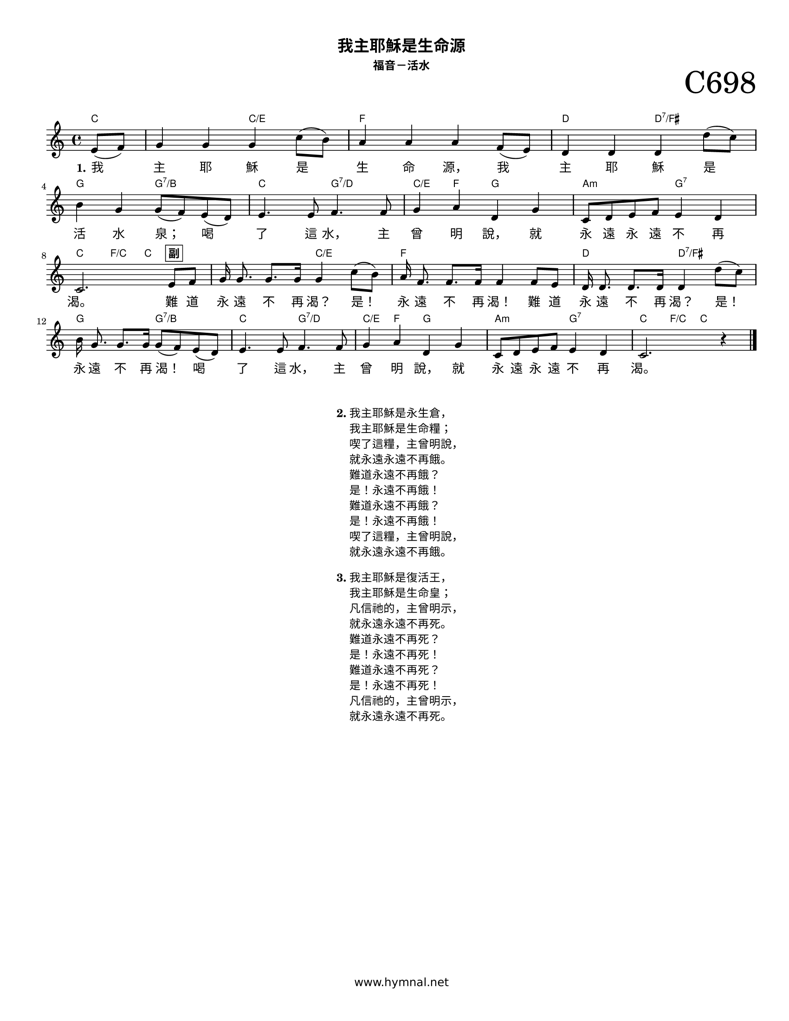 我主耶穌是生命源
福音－活水
C698
C C/E F D D7/F♯
1. 我 主 耶 穌 是 生 命 源， 我 主 耶 穌 是
4 G G7/B C G7/D C/E F G Am G7
活 水 泉； 喝 了 這 水， 主 曾 明 說， 就 永 遠 永 遠 不 再
8 C F/C C 副 C/E F D D7/F♯
渴。 難 道 永 遠 不 再 渴？ 是！ 永 遠 不 再 渴！ 難 道 永 遠 不 再 渴？ 是！
12 G G7/B C G7/D C/E F G Am G7 C F/C C
永 遠 不 再 渴！ 喝 了 這 水， 主 曾 明 說， 就 永 遠 永 遠 不 再 渴。
2. 我主耶穌是永生倉，
我主耶穌是生命糧；
喫了這糧，主曾明說，
就永遠永遠不再餓。
難道永遠不再餓？
是！永遠不再餓！
難道永遠不再餓？
是！永遠不再餓！
喫了這糧，主曾明說，
就永遠永遠不再餓。
3. 我主耶穌是復活王，
我主耶穌是生命皇；
凡信祂的，主曾明示，
就永遠永遠不再死。
難道永遠不再死？
是！永遠不再死！
難道永遠不再死？
是！永遠不再死！
凡信祂的，主曾明示，
就永遠永遠不再死。
www.hymnal.net